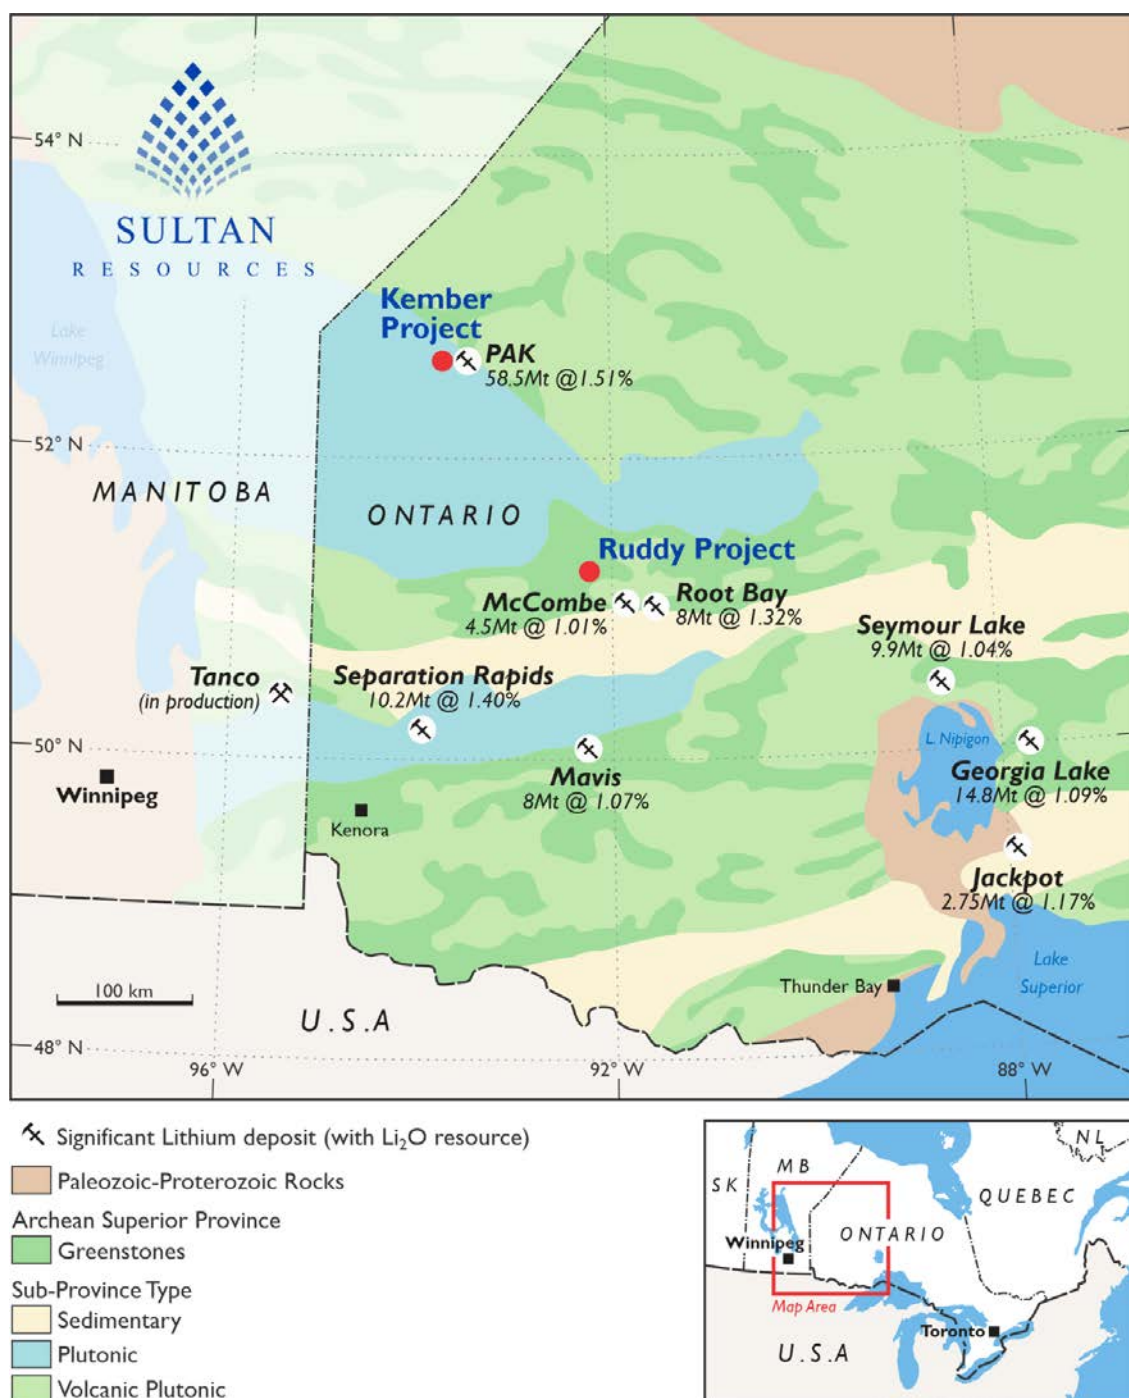 SULTAN
RESOURCES
54° N
Lake
Winnipeg
Kember
Project
PAK
58.5Mt @1.51%
52° N
MANITOBA
ONTARIO
Ruddy Project
McCombe
4.5Mt @ 1.01%
Root Bay
8Mt @ 1.32%
Seymour Lake
9.9Mt @ 1.04%
Tanco
(in production)
Separation Rapids
10.2Mt @ 1.40%
50° N
L. Nipigon
Winnipeg
Mavis
8Mt @ 1.07%
Georgia Lake
14.8Mt @ 1.09%
Kenora
Jackpot
2.75Mt @ 1.17%
100 km
U.S.A
Thunder Bay
Lake
Superior
48° N
96° W
92° W
88° W
Significant Lithium deposit (with Li₂O resource)
Paleozoic-Proterozoic Rocks
Archean Superior Province
Greenstones
Sub-Province Type
Sedimentary
Plutonic
Volcanic Plutonic
NL
MB
SK
QUEBEC
ONTARIO
Winnipeg
Map Area
Toronto
U.S.A